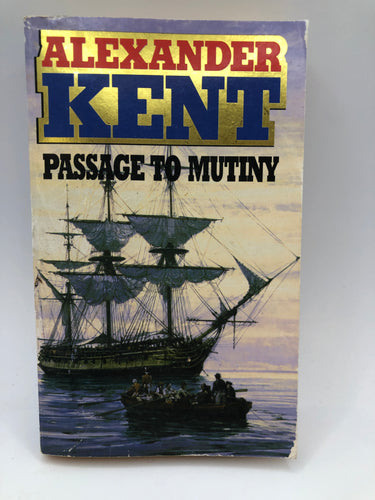 ALEXANDER
KENT
PASSAGE TO MUTINY